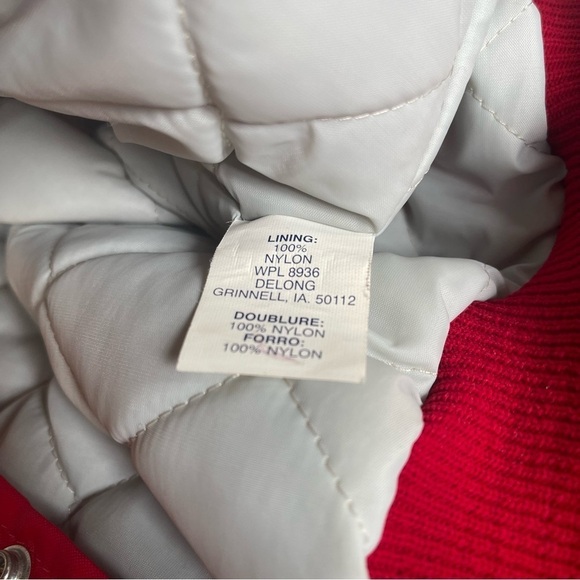 LINING:
100%
NYLON
WPL 8936
DELONG
GRINNELL, IA. 50112
DOUBLURE:
100% NYLON
FORRO:
100% NYLON